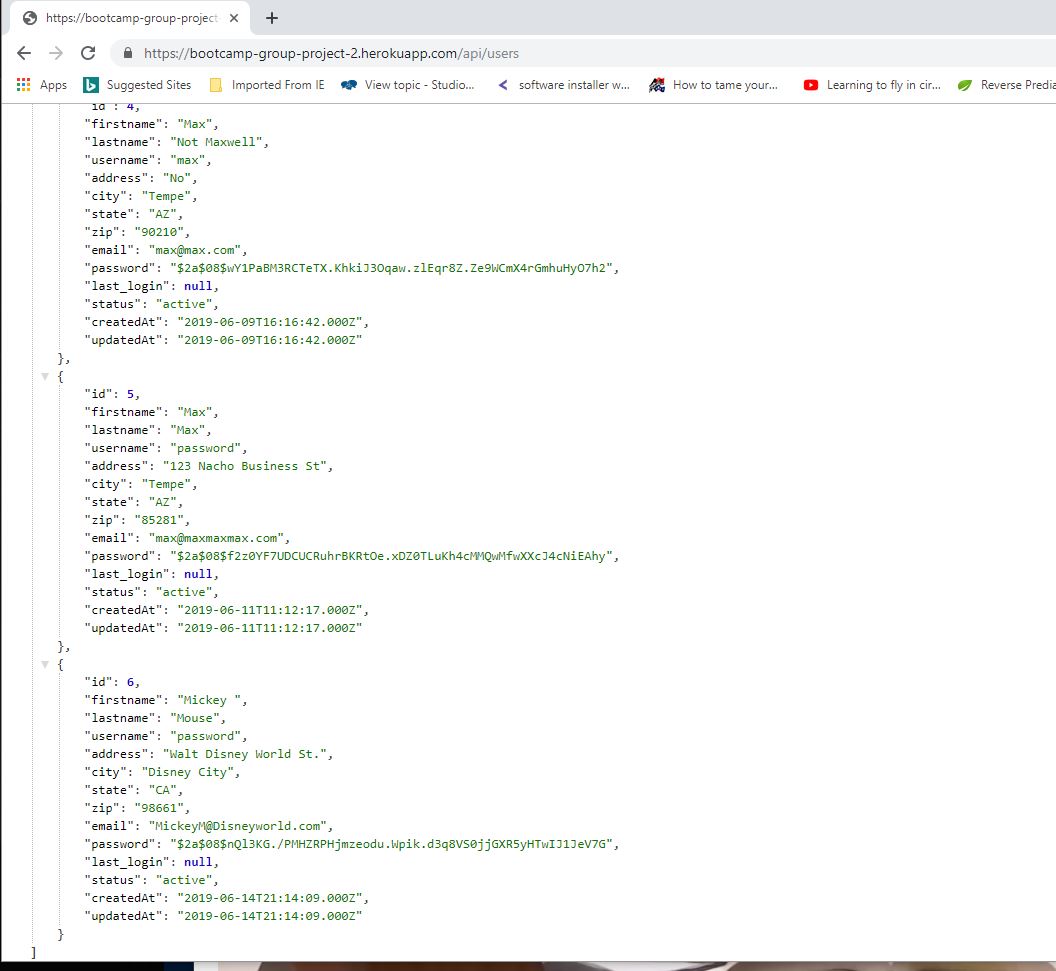 https://bootcamp-group-project-
https://bootcamp-group-project-2.herokuapp.com/api/users
Apps Suggested Sites Imported From IE View topic - Studio... software installer w... How to tame your... Learning to fly in cir... Reverse Predia
"id": 4,
"firstname": "Max",
"lastname": "Not Maxwell",
"username": "max",
"address": "No",
"city": "Tempe",
"state": "AZ",
"zip": "90210",
"email": "max@max.com",
"password": "$2a$08$wY1PaBM3RCTeTX.KhkiJ3Oqaw.zlEqr8Z.Ze9WCmX4rGmhuHyO7h2",
"last_login": null,
"status": "active",
"createdAt": "2019-06-09T16:16:42.000Z",
"updatedAt": "2019-06-09T16:16:42.000Z"
},
{
"id": 5,
"firstname": "Max",
"lastname": "Max",
"username": "password",
"address": "123 Nacho Business St",
"city": "Tempe",
"state": "AZ",
"zip": "85281",
"email": "max@maxmaxmax.com",
"password": "$2a$08$f2z0YF7UDCUCRuhrBKRtOe.xDZ0TLuKh4cMMQwMfwXXcJ4cNiEAhy",
"last_login": null,
"status": "active",
"createdAt": "2019-06-11T11:12:17.000Z",
"updatedAt": "2019-06-11T11:12:17.000Z"
},
{
"id": 6,
"firstname": "Mickey ",
"lastname": "Mouse",
"username": "password",
"address": "Walt Disney World St.",
"city": "Disney City",
"state": "CA",
"zip": "98661",
"email": "MickeyM@Disneyworld.com",
"password": "$2a$08$nQl3KG./PMHZRPHjmzeodu.Wpik.d3q8VS0jjGXR5yHTwIJ1JeV7G",
"last_login": null,
"status": "active",
"createdAt": "2019-06-14T21:14:09.000Z",
"updatedAt": "2019-06-14T21:14:09.000Z"
}
]